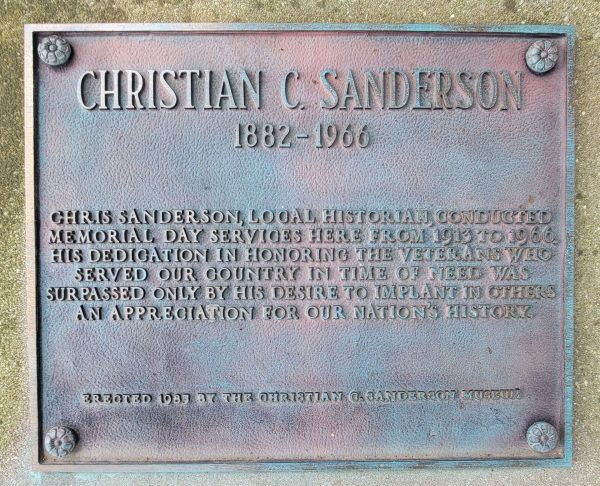 CHRISTIAN C. SANDERSON
1882-1966
CHRIS SANDERSON, LOCAL HISTORIAN, CONDUCTED
MEMORIAL DAY SERVICES HERE FROM 1913 TO 1966.
HIS DEDICATION IN HONORING THE VETERANS WHO
SERVED OUR COUNTRY IN TIME OF NEED WAS
SURPASSED ONLY BY HIS DESIRE TO IMPLANT IN OTHERS
AN APPRECIATION FOR OUR NATION'S HISTORY.
ERECTED BY THE CHRISTIAN C. SANDERSON MUSEUM